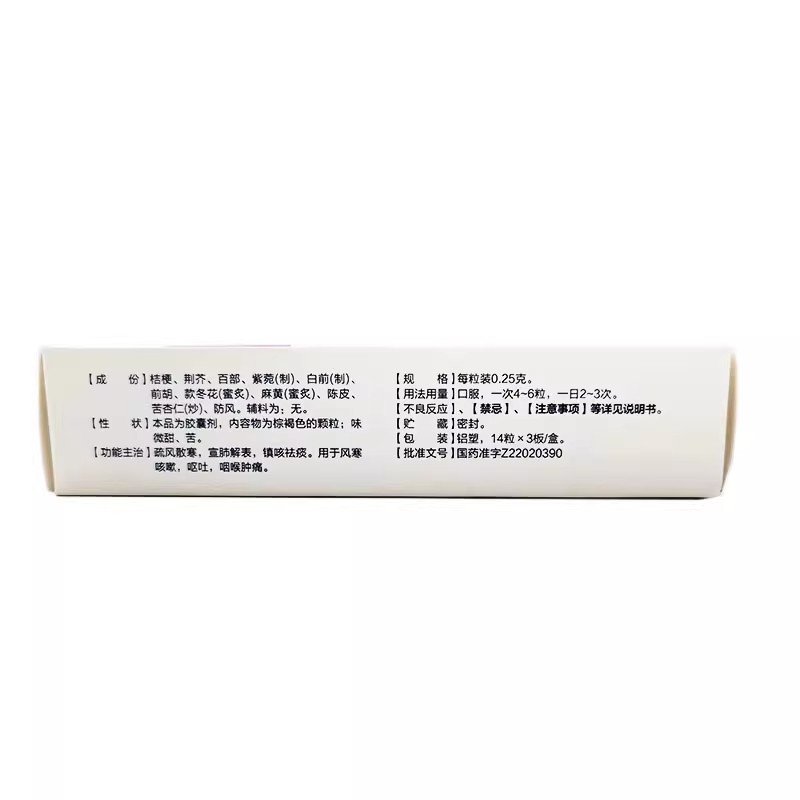 【成　份】桔梗、荆芥、百部、紫菀(制)、白前(制)、
前胡、款冬花(蜜炙)、麻黄(蜜炙)、陈皮、
苦杏仁(炒)、防风。辅料为：无。
【性　状】本品为胶囊剂，内容物为棕褐色的颗粒；味
微甜、苦。
【功能主治】疏风散寒，宣肺解表，镇咳祛痰。用于风寒
咳嗽，呕吐，咽喉肿痛。
【规　格】每粒装0.25克。
【用法用量】口服，一次4~6粒，一日2~3次。
【不良反应】、【禁忌】、【注意事项】等详见说明书。
【贮　藏】密封。
【包　装】铝塑，14粒×3板/盒。
【批准文号】国药准字Z22020390